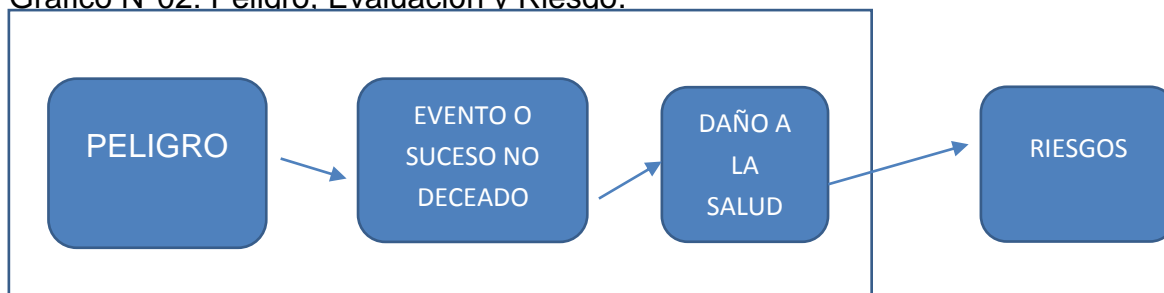 Gráfico N°02: Peligro, Evaluación y Riesgo.
PELIGRO
EVENTO O
SUCESO NO
DECEADO
DAÑO A
LA
SALUD
RIESGOS